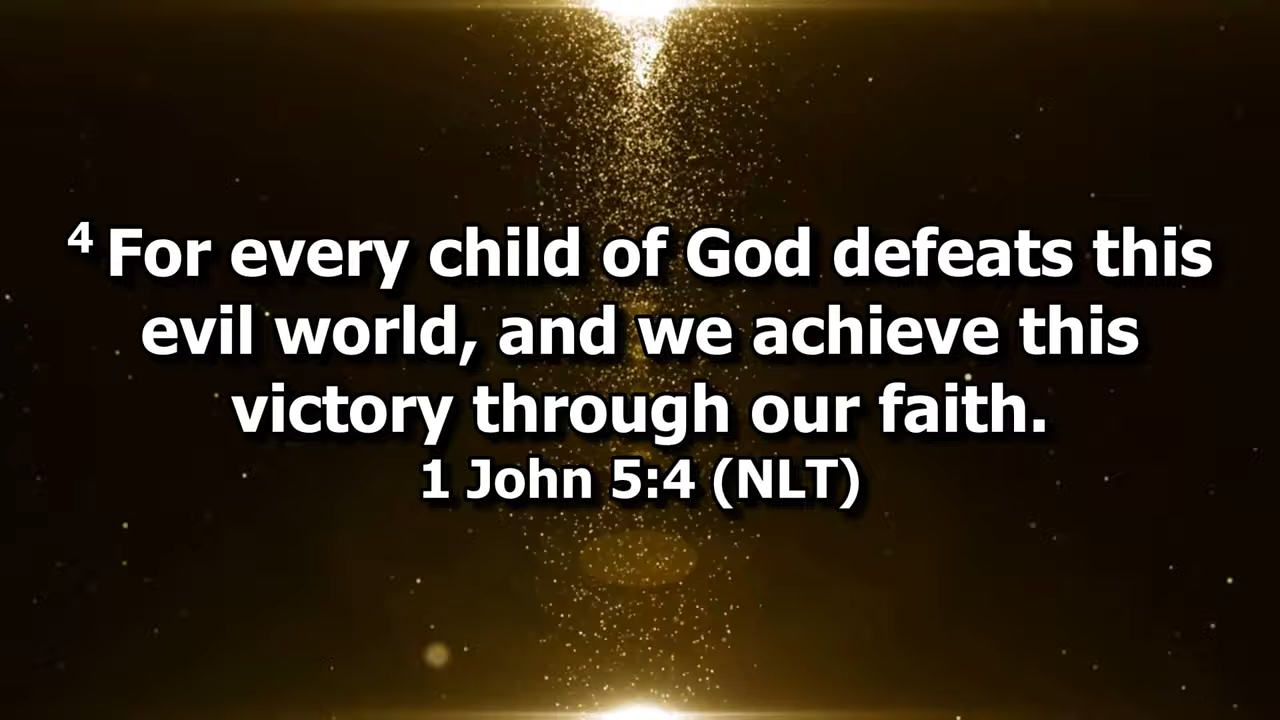 ⁴ For every child of God defeats this
evil world, and we achieve this
victory through our faith.
1 John 5:4 (NLT)